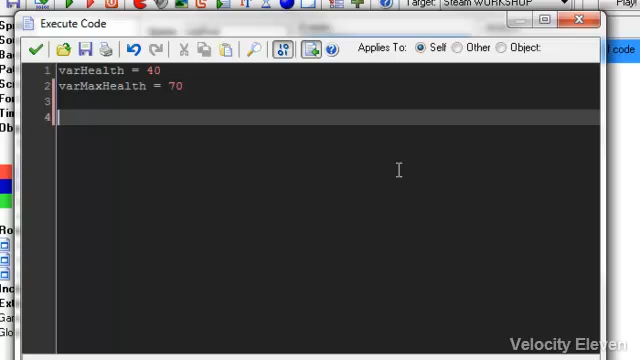 Target: Steam WORKSHOP
Execute Code
Applies To: Self Other Object:
code
1 varHealth = 40
2 varMaxHealth = 70
3
4
Velocity Eleven